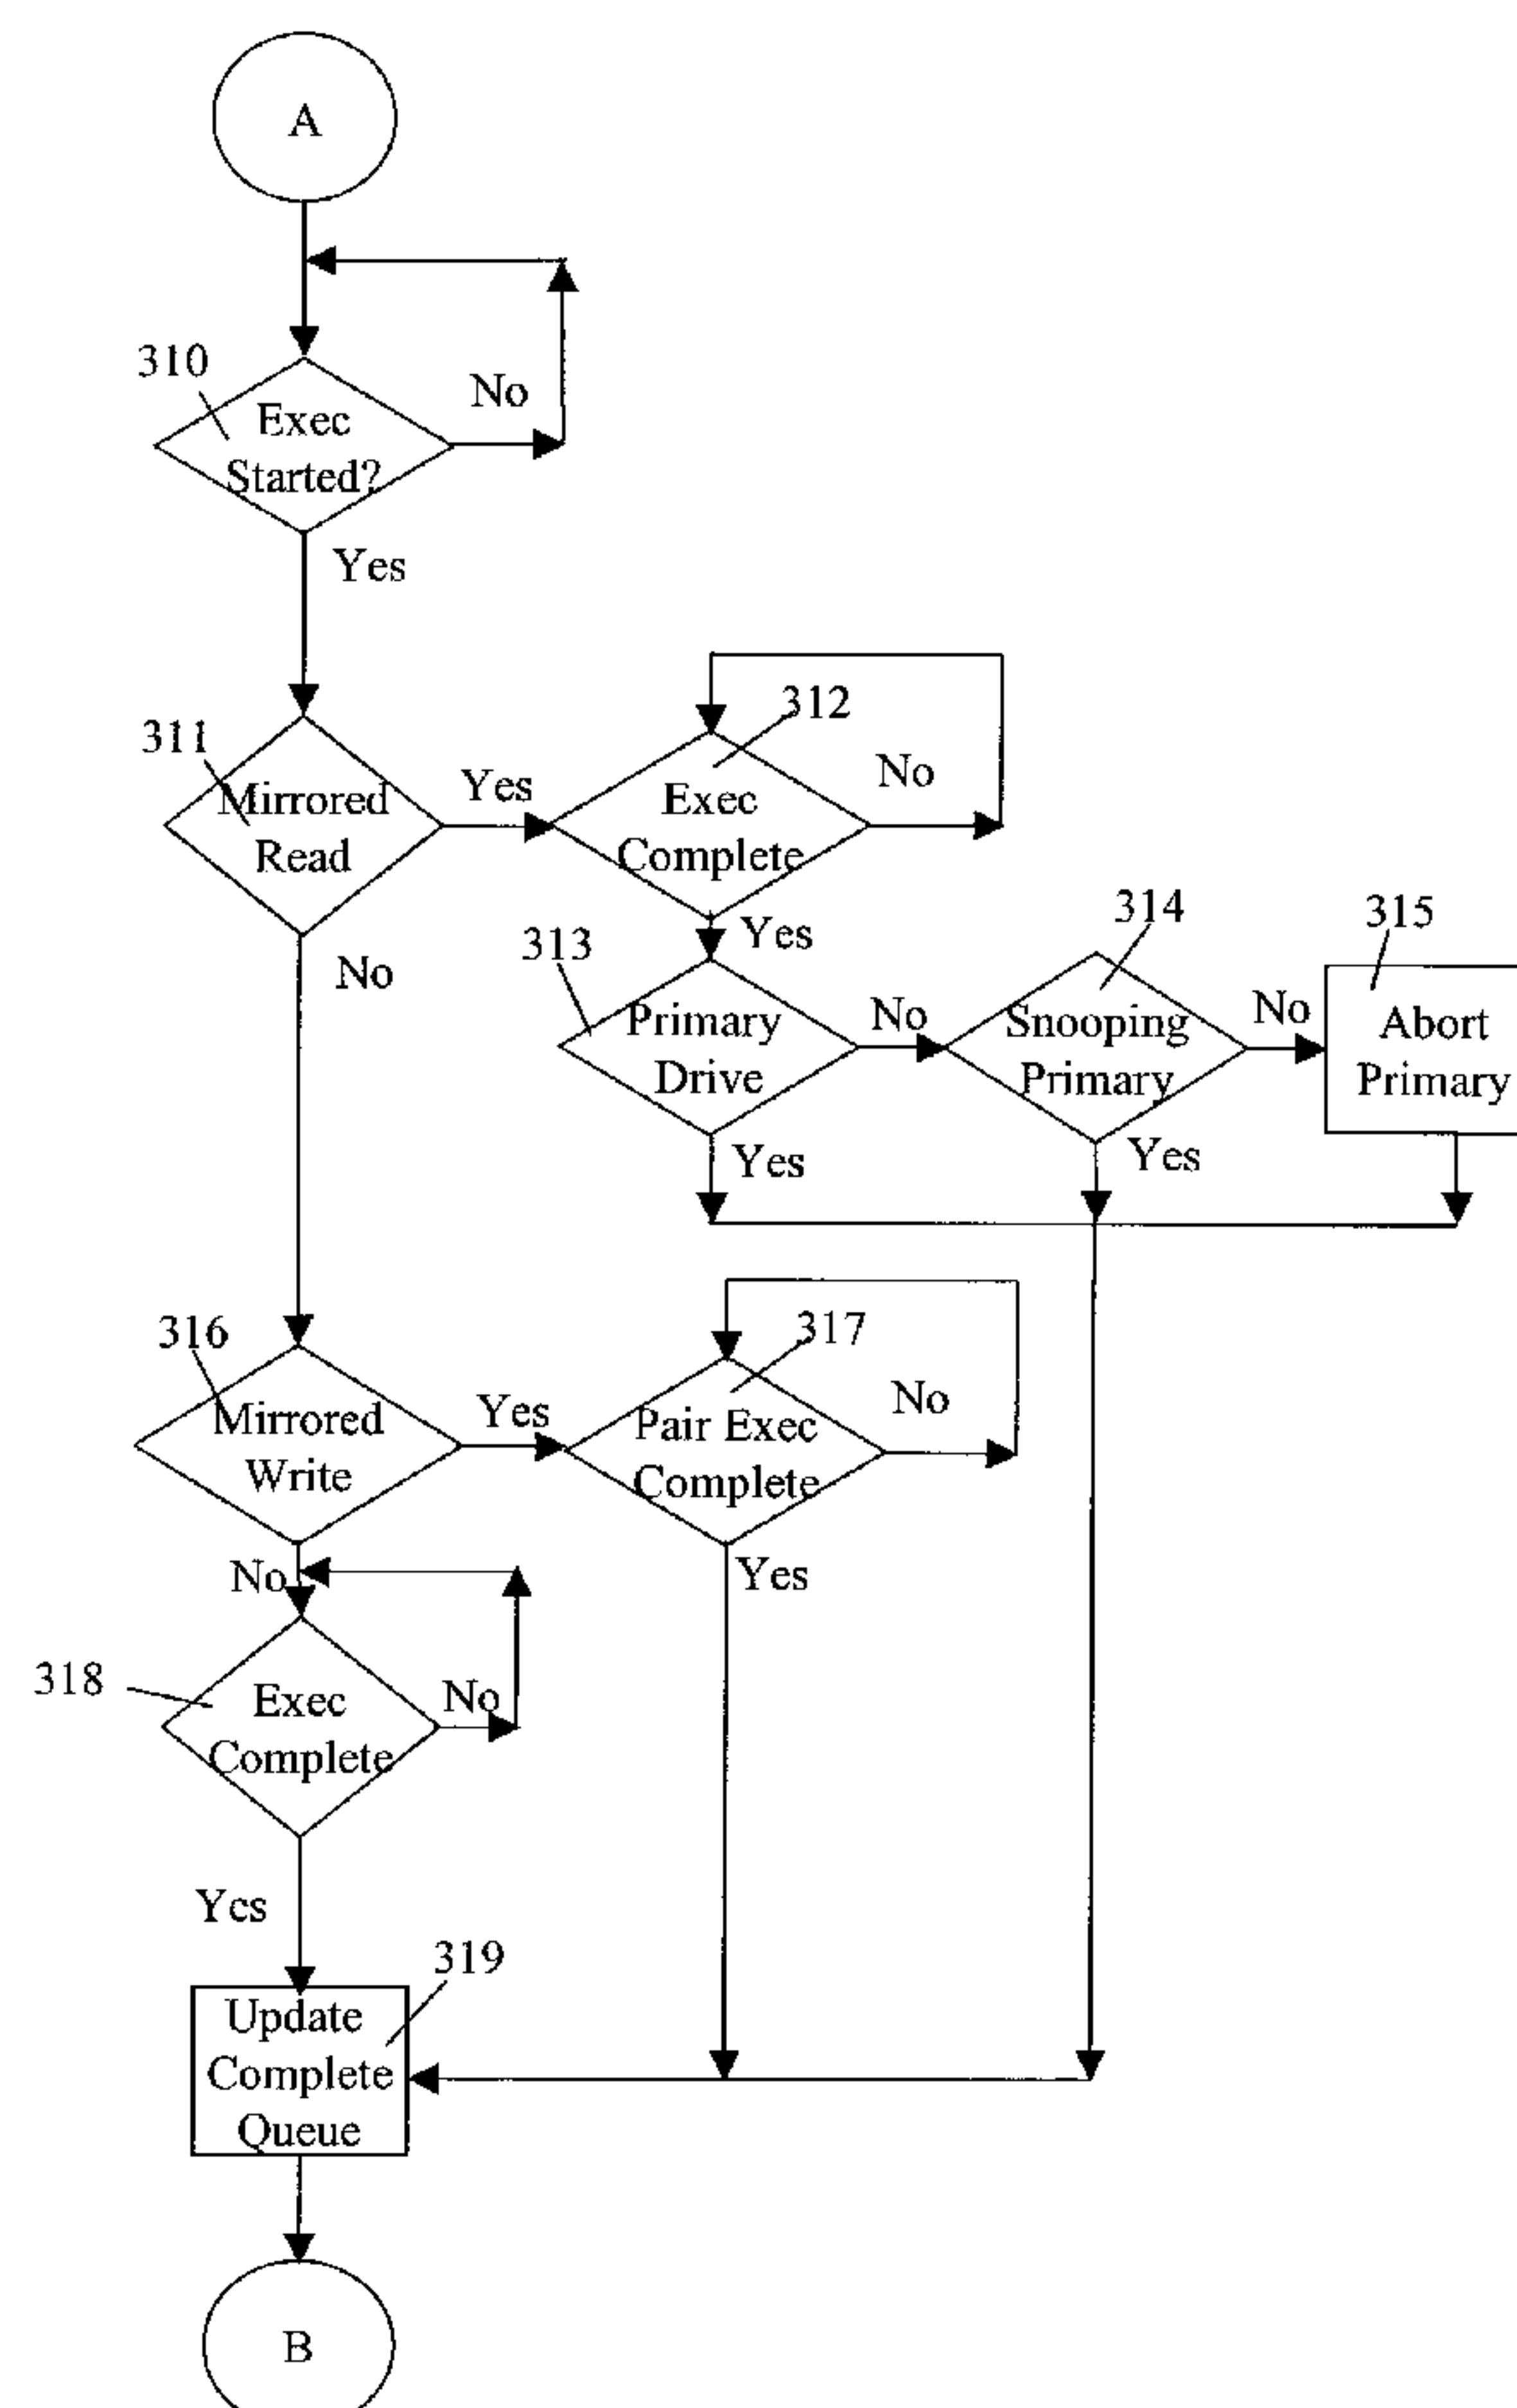 A
310
No
Exec
Started?
Yes
312
311
Yes
No
Mirrored
Read
Exec
Complete
314
315
313
Yes
No
Primary
Drive
No
Snooping
Primary
No
Abort
Primary
Yes
Yes
316
317
Yes
No
Mirrored
Write
Pair Exec
Complete
No
Yes
318
No
Exec
Complete
Yes
319
Update
Complete
Queue
B